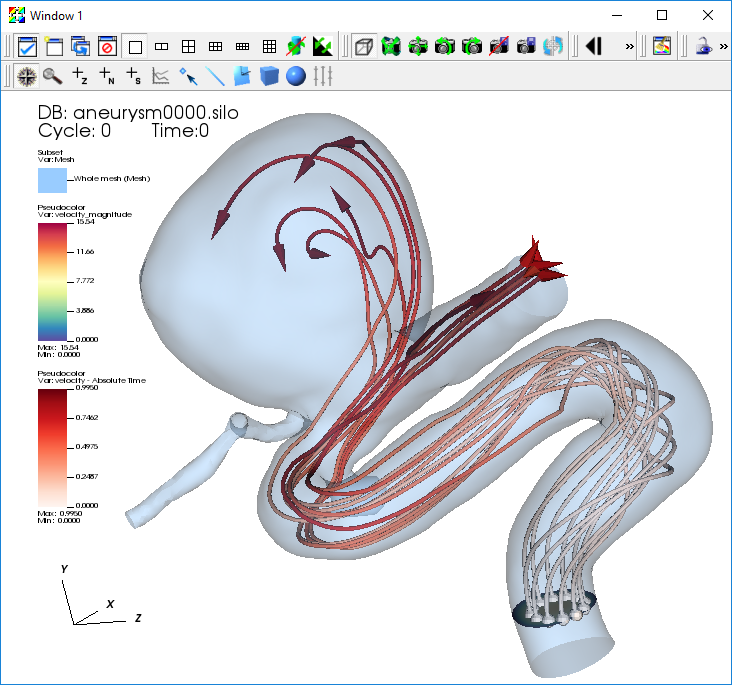 Window 1
Z
N
S
DB: aneurysm0000.silo
Cycle: 0 Time:0
Subset
Var: Mesh
Whole mesh (Mesh)
Pseudocolor
Var: velocity_magnitude
15.54
11.66
7.772
3.886
0.0000
Max: 15.54
Min: 0.0000
Pseudocolor
Var: velocity - Absolute Time
0.9950
0.7462
0.4975
0.2487
0.0000
Max: 0.9950
Min: 0.0000
Y
X
Z